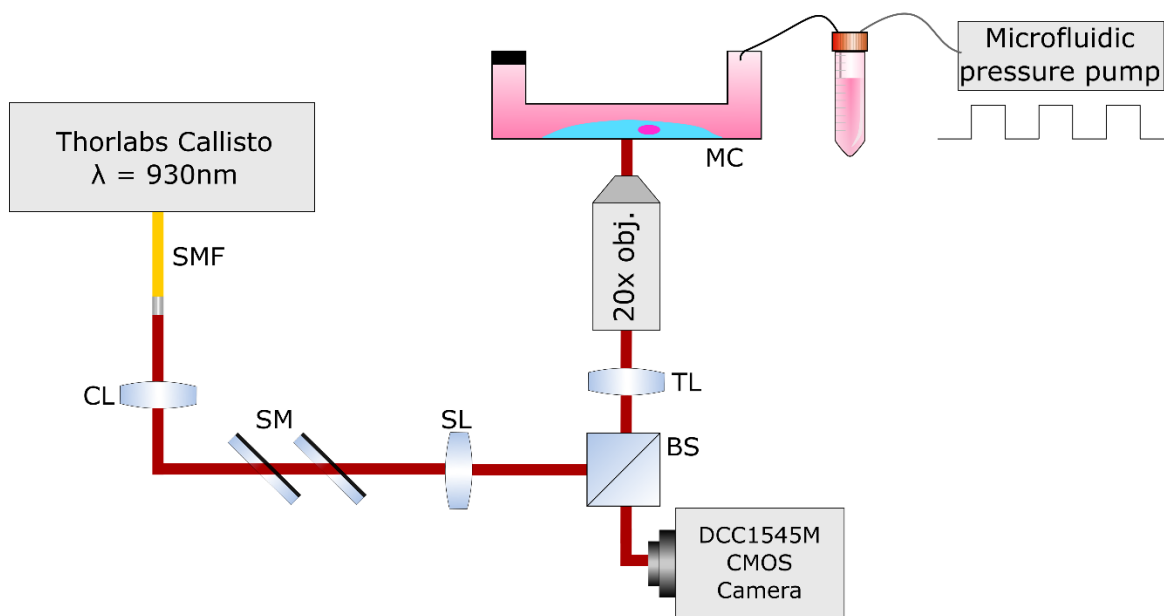 Microfluidic
pressure pump
Thorlabs Callisto
λ = 930nm
MC
SMF
20x obj.
CL
TL
SM
SL
BS
DCC1545M
CMOS
Camera